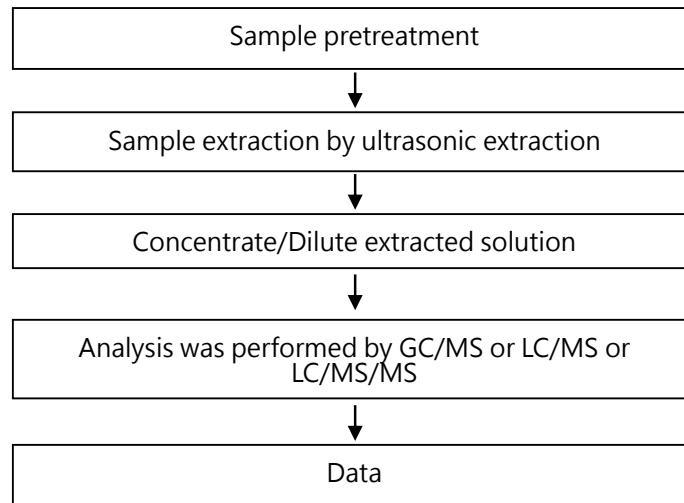 Sample pretreatment
Sample extraction by ultrasonic extraction
Concentrate/Dilute extracted solution
Analysis was performed by GC/MS or LC/MS or
LC/MS/MS
Data